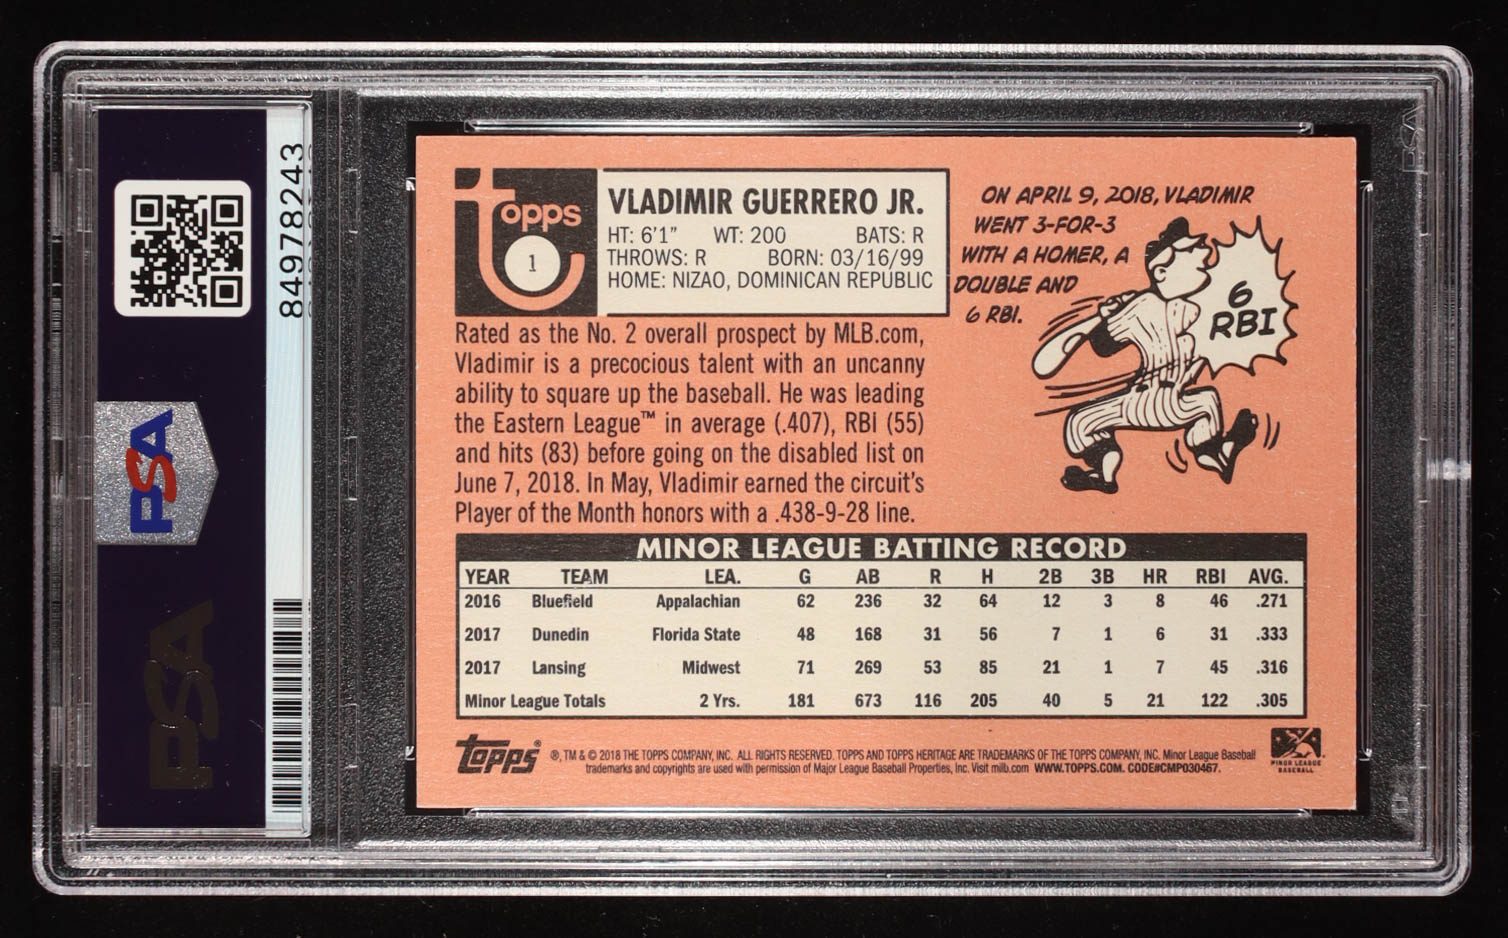 84978243
PSA
PSA
topps
1
VLADIMIR GUERRERO JR.
HT: 6'1" WT: 200 BATS: R
THROWS: R BORN: 03/16/99
HOME: NIZAO, DOMINICAN REPUBLIC
ON APRIL 9, 2018, VLADIMIR
WENT 3-FOR-3
WITH A HOMER, A
DOUBLE AND
6 RBI.
6
RBI
Rated as the No. 2 overall prospect by MLB.com,
Vladimir is a precocious talent with an uncanny
ability to square up the baseball. He was leading
the Eastern League™ in average (.407), RBI (55)
and hits (83) before going on the disabled list on
June 7, 2018. In May, Vladimir earned the circuit's
Player of the Month honors with a .438-9-28 line.
MINOR LEAGUE BATTING RECORD
YEAR TEAM LEA. G AB R H 2B 3B HR RBI AVG.
2016 Bluefield Appalachian 62 236 32 64 12 3 8 46 .271
2017 Dunedin Florida State 48 168 31 56 7 1 6 31 .333
2017 Lansing Midwest 71 269 53 85 21 1 7 45 .316
Minor League Totals 2 Yrs. 181 673 116 205 40 5 21 122 .305
topps® ®, TM & © 2018 THE TOPPS COMPANY, INC. ALL RIGHTS RESERVED. TOPPS AND TOPPS HERITAGE ARE TRADEMARKS OF THE TOPPS COMPANY, INC. Minor League Baseball
trademarks and copyrights are used with permission of Major League Baseball Properties, Inc. Visit milb.com WWW.TOPPS.COM. CODE#CMP030467.
MINOR LEAGUE
BASEBALL
PSA